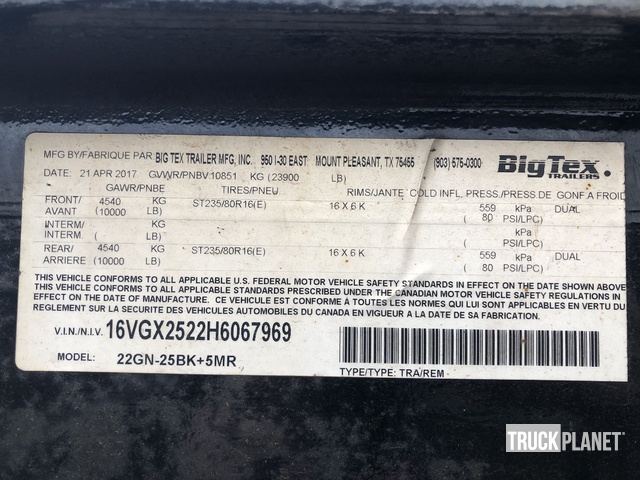 MFG BY/FABRIQUE PAR BIG TEX TRAILER MFG, INC. 950 I-30 EAST MOUNT PLEASANT, TX 75455 (903) 575-0300 BigTex. TRAILERS
DATE: 21 APR 2017 GVWR/PNBV 10851 KG (23900 LB)
GAWR/PNBE TIRES/PNEU RIMS/JANTE COLD INFL. PRESS./PRESS DE GONF A FROID
FRONT/ 4540 KG ST235/80R16(E) 16 X 6 K 559 kPa DUAL
AVANT (10000 LB) ( 80 PSI/LPC)
INTERM/ KG
INTERM. ( LB)
REAR/ 4540 KG ST235/80R16(E) 16 X 6 K 559 kPa DUAL
ARRIERE (10000 LB) ( 80 PSI/LPC)
THIS VEHICLE CONFORMS TO ALL APPLICABLE U.S. FEDERAL MOTOR VEHICLE SAFETY STANDARDS IN EFFECT ON THE DATE OF
THIS VEHICLE CONFORMS TO ALL APPLICABLE STANDARDS PRESCRIBED UNDER THE CANADIAN MOTOR VEHICLE SAFETY REGULATIONS IN EFFECT ON THE
DATE OF MANUFACTURE. CE VEHICULE EST CONFORME A TOUTES LES NORMES QUI LUI SONT APPLICABLES EN VERTU DU
REGLEMENT SUR LA SECURITE DES VEHICULES AUTOMOBILES DU CANADA EN VIGUEUR A LA DATE DE SA FABRICATION.
V.I.N./N.I.V. 16VGX2522H6067969
MODEL: 22GN-25BK+5MR
TYPE/TYPE: TRA/REM
TRUCKPLANET